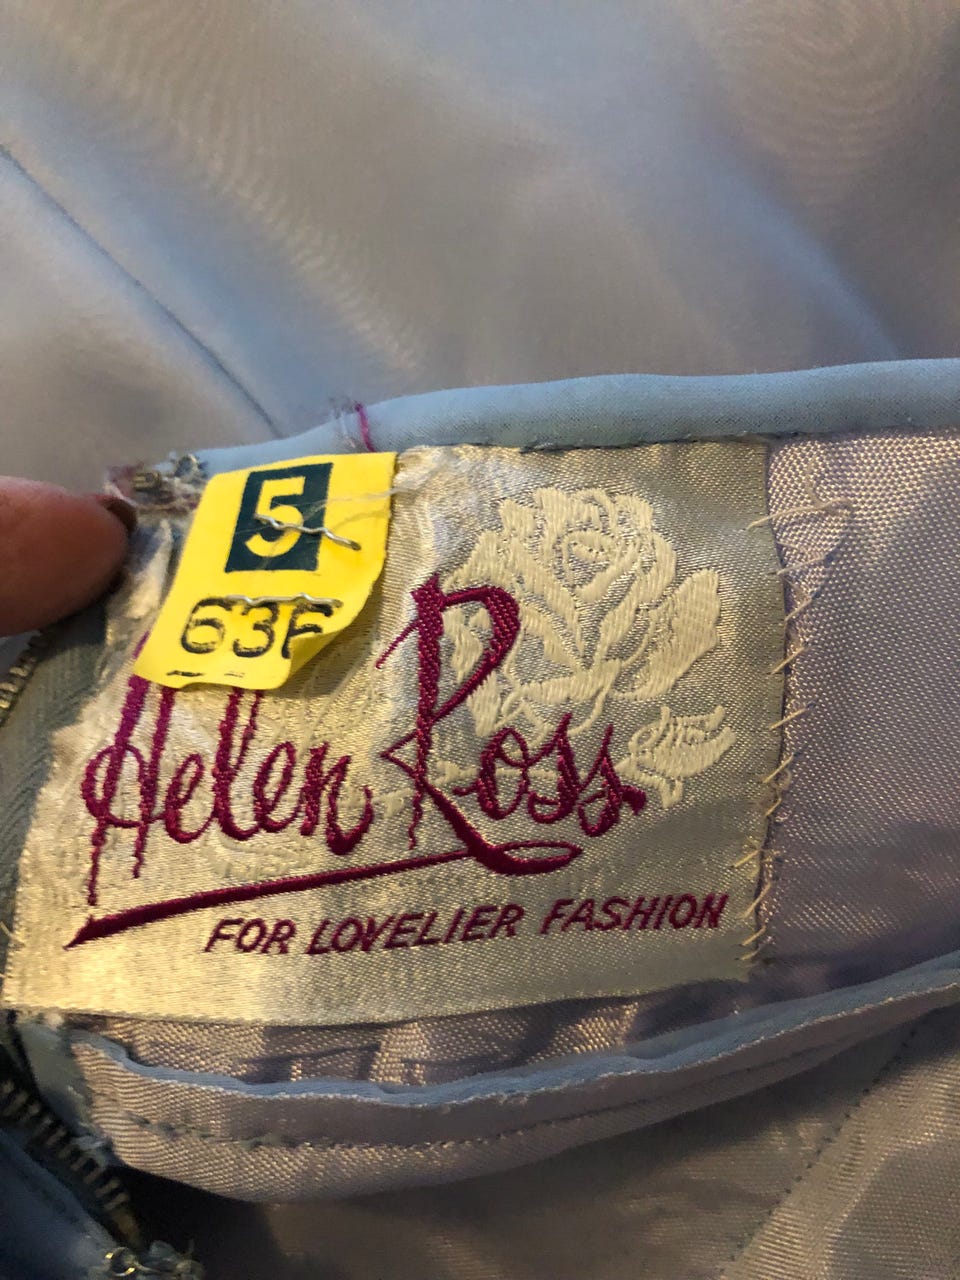 5
63F
Helen Ross
FOR LOVELIER FASHION